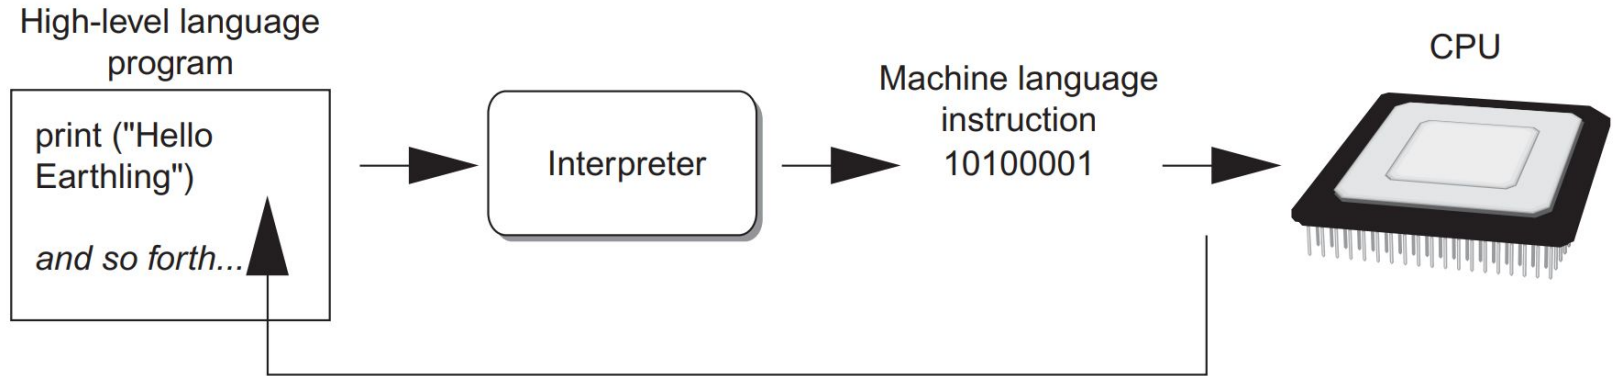 High-level language
program
print ("Hello
Earthling")
and so forth...
Interpreter
Machine language
instruction
10100001
CPU